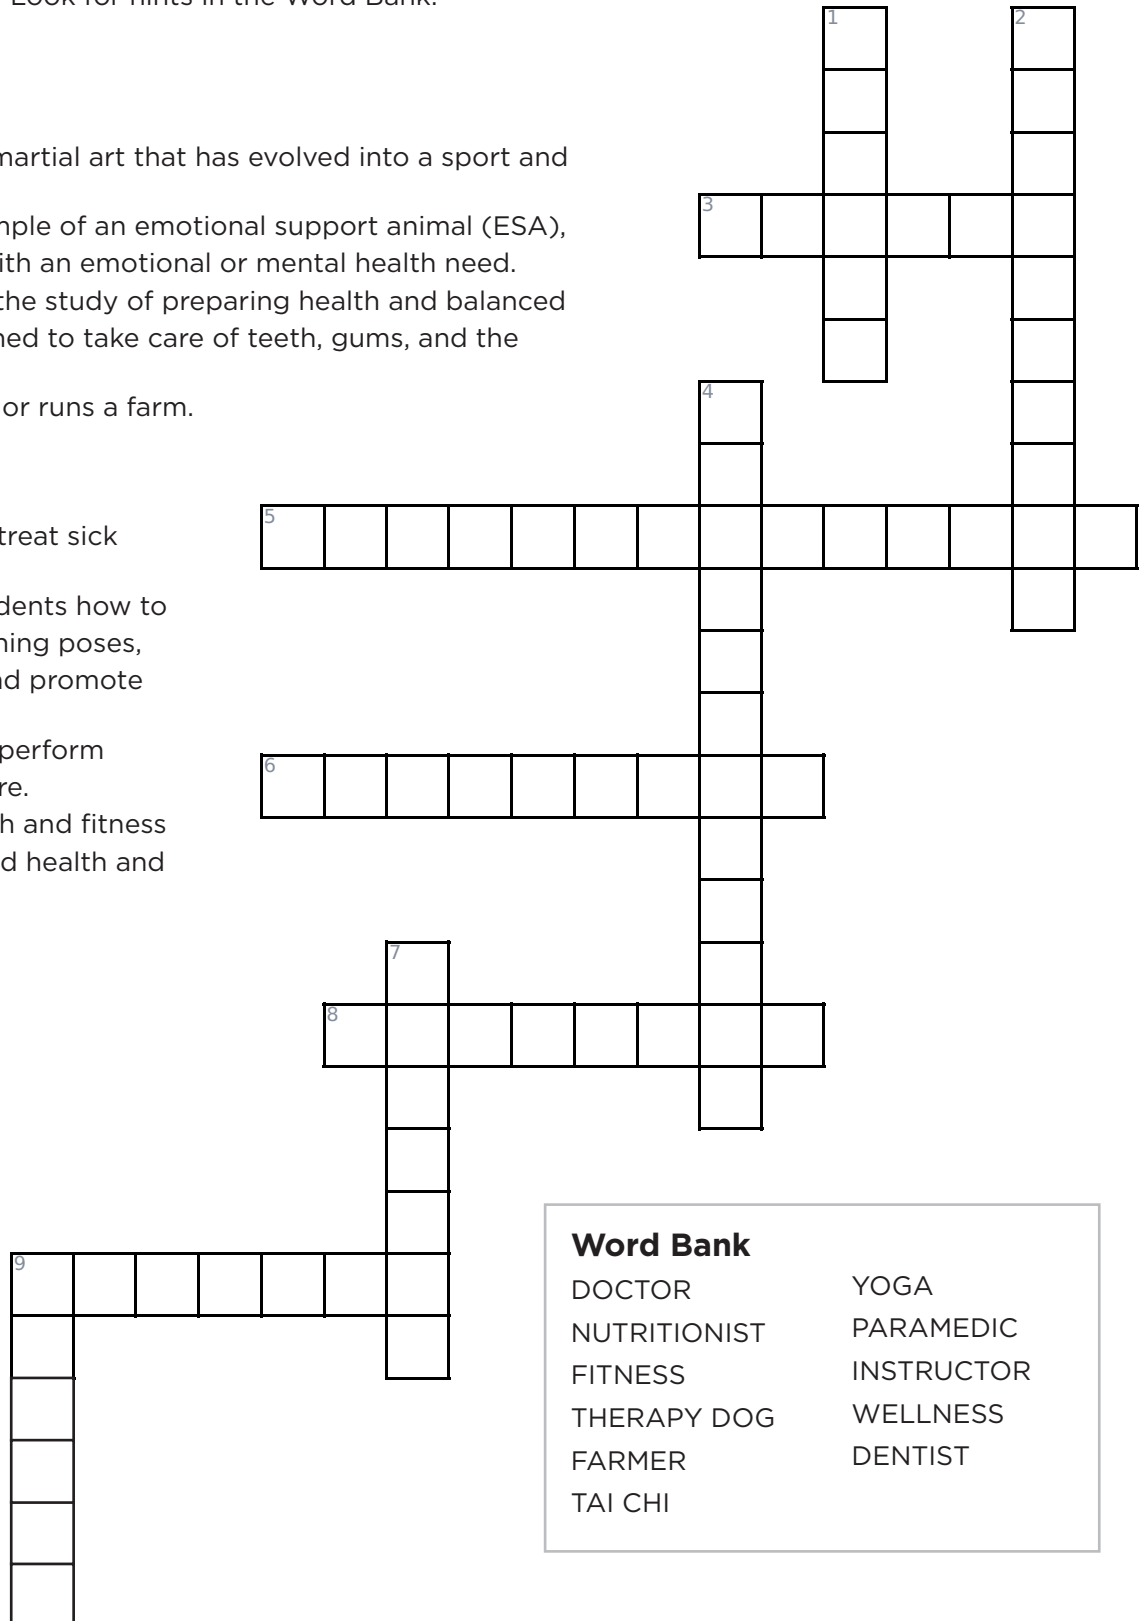 Look for hints in the Word Bank.
martial art that has evolved into a sport and
mple of an emotional support animal (ESA),
ith an emotional or mental health need.
the study of preparing health and balanced
ned to take care of teeth, gums, and the
or runs a farm.
treat sick
dents how to
ning poses,
nd promote
perform
re.
h and fitness
d health and
1
2
3
4
5
6
7
8
9
Word Bank
DOCTOR
NUTRITIONIST
FITNESS
THERAPY DOG
FARMER
TAI CHI
YOGA
PARAMEDIC
INSTRUCTOR
WELLNESS
DENTIST